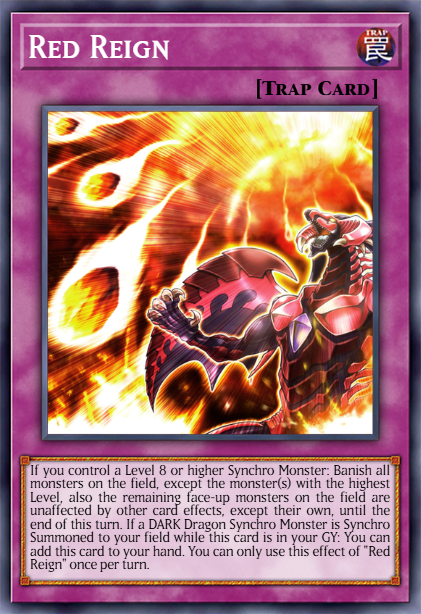 Red Reign
TRAP
罠
[Trap Card]
If you control a Level 8 or higher Synchro Monster: Banish all
monsters on the field, except the monster(s) with the highest
Level, also the remaining face-up monsters on the field are
unaffected by other card effects, except their own, until the
end of this turn. If a DARK Dragon Synchro Monster is Synchro
Summoned to your field while this card is in your GY: You can
add this card to your hand. You can only use this effect of "Red
Reign" once per turn.